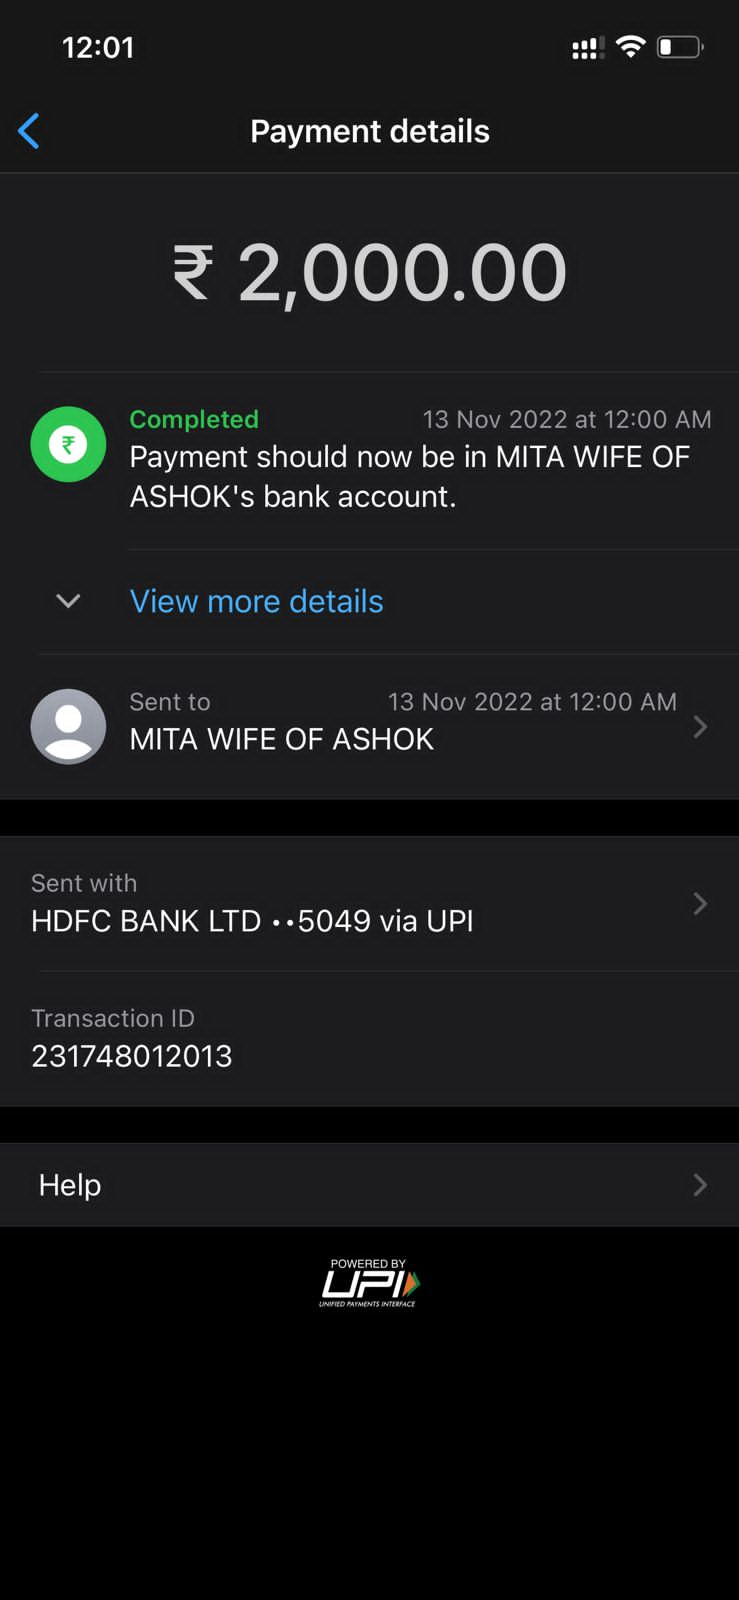 12:01
Payment details
₹ 2,000.00
Completed 13 Nov 2022 at 12:00 AM
Payment should now be in MITA WIFE OF
ASHOK's bank account.
View more details
Sent to 13 Nov 2022 at 12:00 AM
MITA WIFE OF ASHOK
Sent with
HDFC BANK LTD ••5049 via UPI
Transaction ID
231748012013
Help
POWERED BY
UPI
UNIFIED PAYMENTS INTERFACE